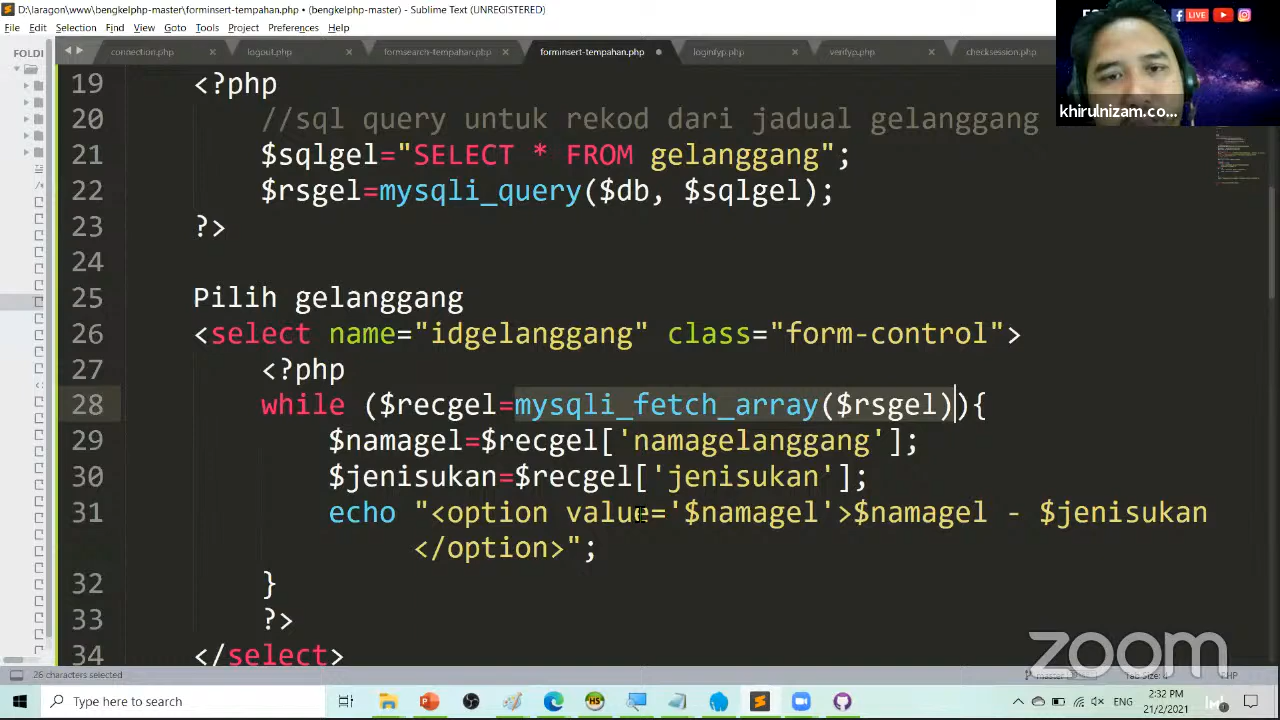 D:\laragon\www\bengkelphp-master\forminsert-tempahan.php • (bengkelphp-master) - Sublime Text (UNREGISTERED)
File Edit Selection Find View Goto Tools Project Preferences Help
FOLDI
connection.php
logout.php
formsearch-tempahan.php
forminsert-tempahan.php
loginfyp.php
verifyp.php
checksession.php
LIVE
khirulnizam.co...
19 <?php
20 //sql query untuk rekod dari jadual gelanggang
21 $sqlgel="SELECT * FROM gelanggang";
22 $rsgel=mysqli_query($db, $sqlgel);
23 ?>
24
25 Pilih gelanggang
26 <select name="idgelanggang" class="form-control">
27 <?php
28 while ($recgel=mysqli_fetch_array($rsgel)){
29 $namagel=$recgel['namagelanggang'];
30 $jenisukan=$recgel['jenisukan'];
31 echo "<option value='$namagel'>$namagel - $jenisukan
</option>";
32 }
33 ?>
34 </select>
zoom
26 characters selected
master
Tab Size:
PHP
Type here to search
ENG
2:32 PM
21/2/2021